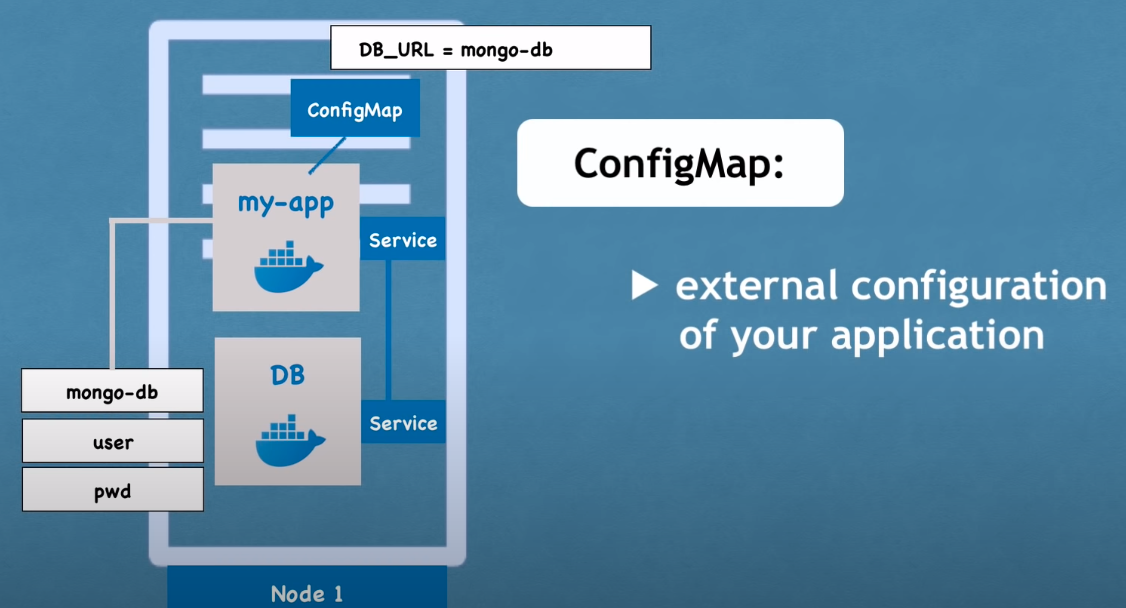 DB_URL = mongo-db
ConfigMap
ConfigMap:
my-app
Service
external configuration
of your application
DB
mongo-db
Service
user
pwd
Node 1